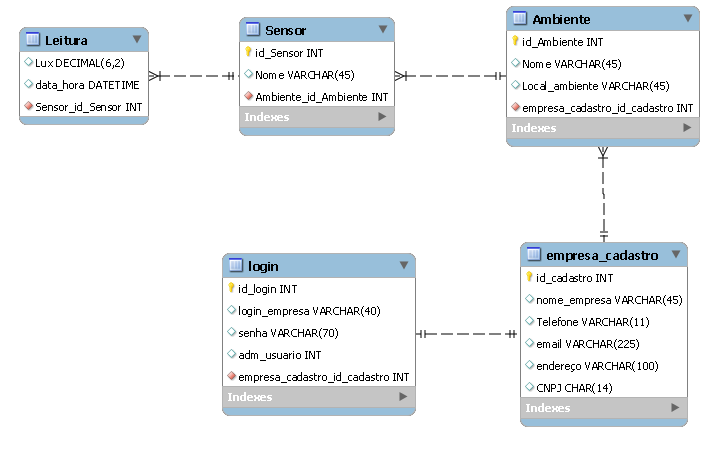 Leitura
Lux DECIMAL(6,2)
data_hora DATETIME
Sensor_id_Sensor INT
Sensor
id_Sensor INT
Nome VARCHAR(45)
Ambiente_id_Ambiente INT
Indexes
Ambiente
id_Ambiente INT
Nome VARCHAR(45)
Local_ambiente VARCHAR(45)
empresa_cadastro_id_cadastro INT
Indexes
login
id_login INT
login_empresa VARCHAR(40)
senha VARCHAR(70)
adm_usuario INT
empresa_cadastro_id_cadastro INT
Indexes
empresa_cadastro
id_cadastro INT
nome_empresa VARCHAR(45)
Telefone VARCHAR(11)
email VARCHAR(225)
endereço VARCHAR(100)
CNPJ CHAR(14)
Indexes